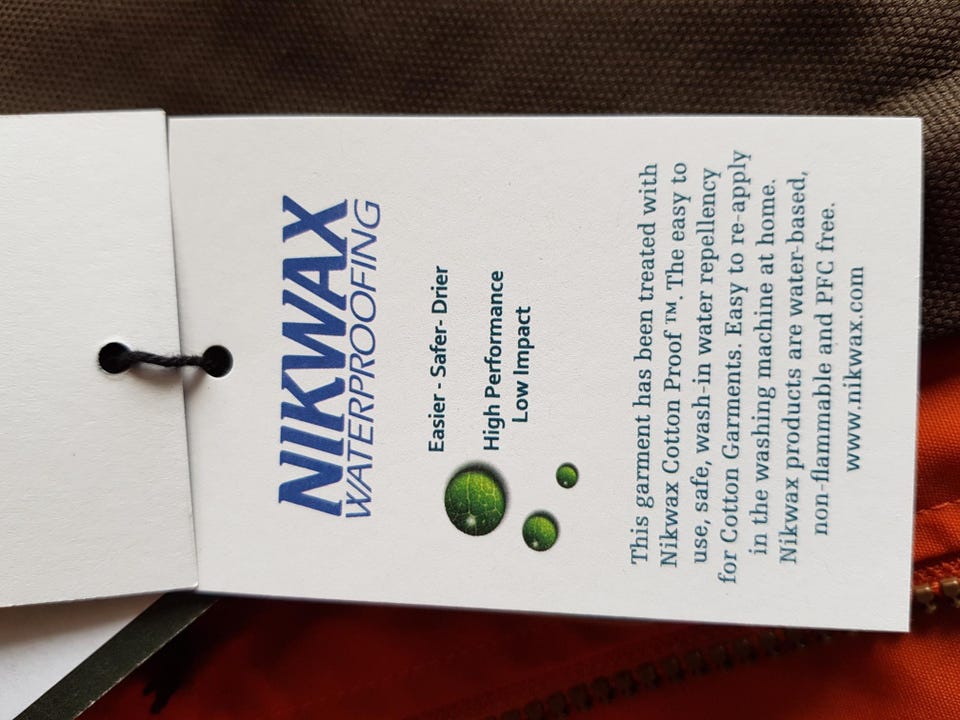 NIKWAX
WATERPROOFING
Easier - Safer- Drier
High Performance
Low Impact
This garment has been treated with
Nikwax Cotton Proof ™. The easy to
use, safe, wash-in water repellency
for Cotton Garments. Easy to re-apply
in the washing machine at home.
Nikwax products are water-based,
non-flammable and PFC free.
www.nikwax.com